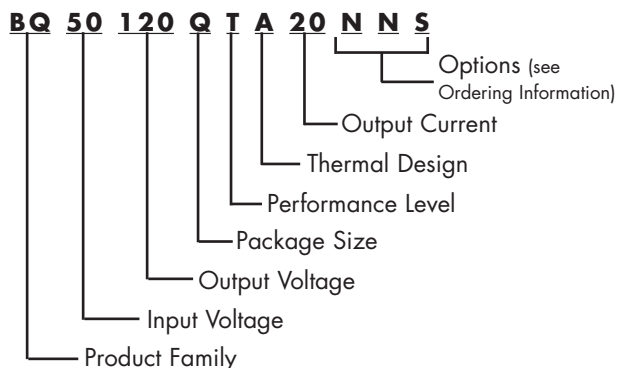 BQ 50 120 Q T A 20 N N S
Options (see
Ordering Information)
Output Current
Thermal Design
Performance Level
Package Size
Output Voltage
Input Voltage
Product Family